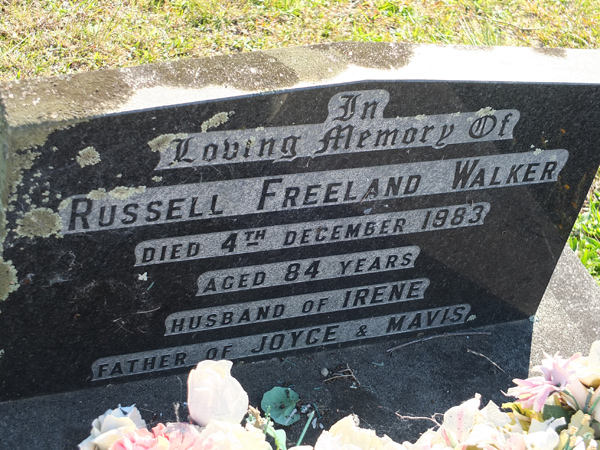 In
Loving Memory Of
RUSSELL FREELAND WALKER
DIED 4TH DECEMBER 1983
AGED 84 YEARS
HUSBAND OF IRENE
FATHER OF JOYCE & MAVIS